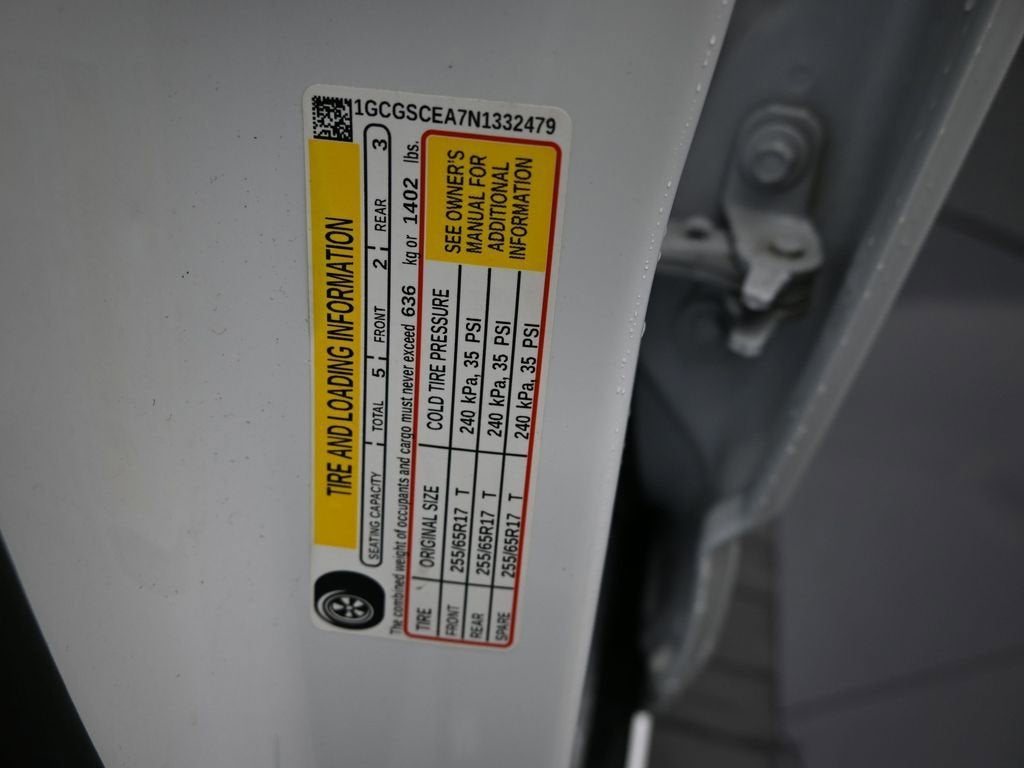 1GCGSCEA7N1332479
TIRE AND LOADING INFORMATION
SEATING CAPACITY TOTAL 5 FRONT 2 REAR 3
The combined weight of occupants and cargo must never exceed 636 kg or 1402 lbs.
TIRE ORIGINAL SIZE COLD TIRE PRESSURE
FRONT 255/65R17 T 240 kPa, 35 PSI
REAR 255/65R17 T 240 kPa, 35 PSI
SPARE 255/65R17 T 240 kPa, 35 PSI
SEE OWNER'S
MANUAL FOR
ADDITIONAL
INFORMATION